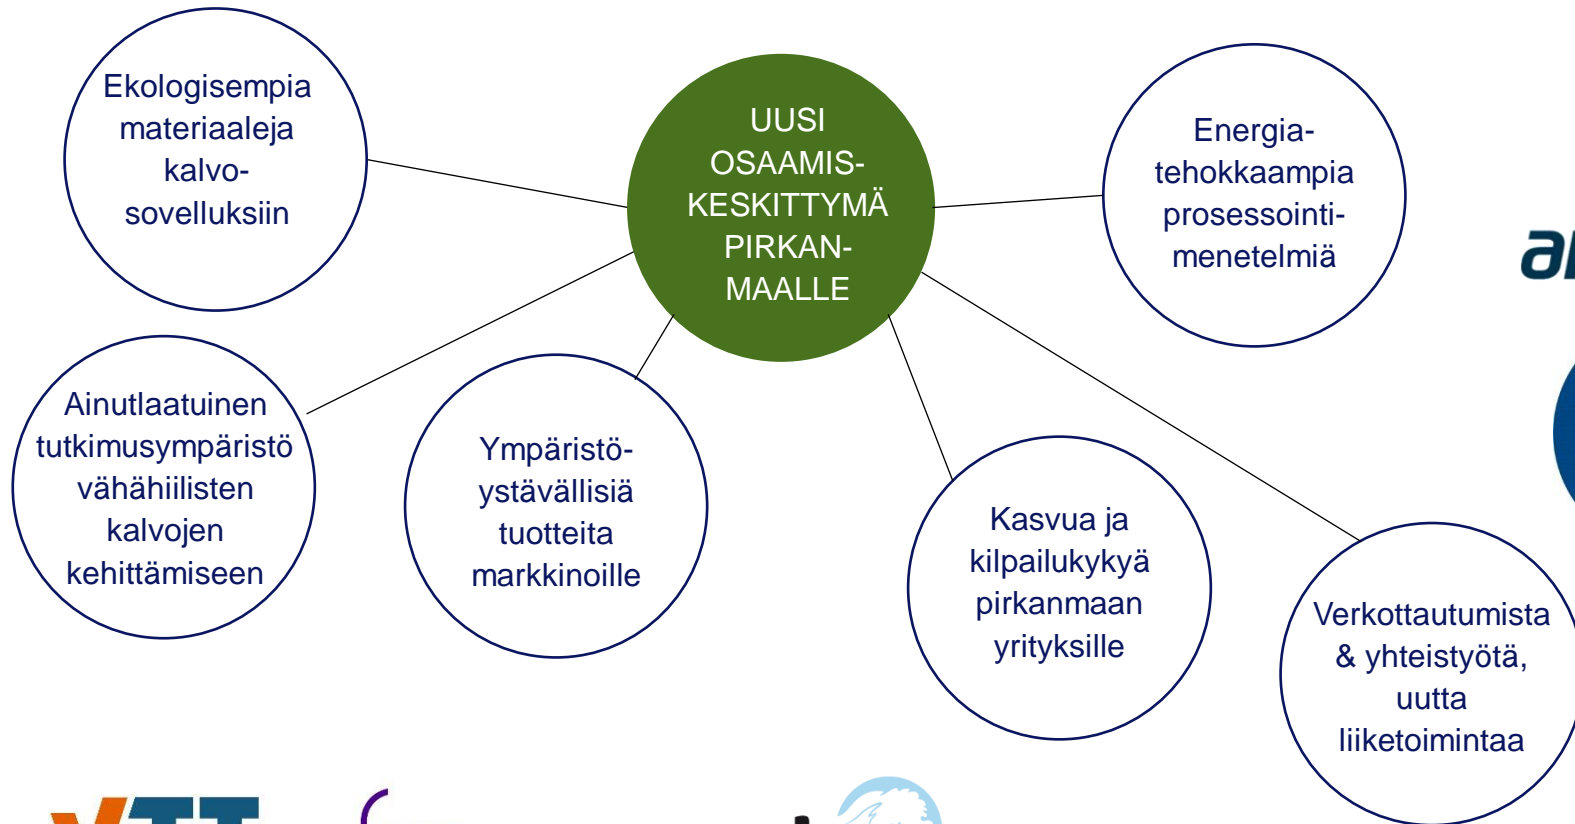 Ekologisempia
materiaaleja
kalvo-
sovelluksiin
UUSI
OSAAMIS-
KESKITTYMÄ
PIRKAN-
MAALLE
Energia-
tehokkaampia
prosessointi-
menetelmiä
Ainutlaatuinen
tutkimusympäristö
vähähiilisten
kalvojen
kehittämiseen
Ympäristö-
ystävällisiä
tuotteita
markkinoille
Kasvua ja
kilpailukykyä
pirkanmaan
yrityksille
Verkottautumista
& yhteistyötä,
uutta
liiketoimintaa
VTT